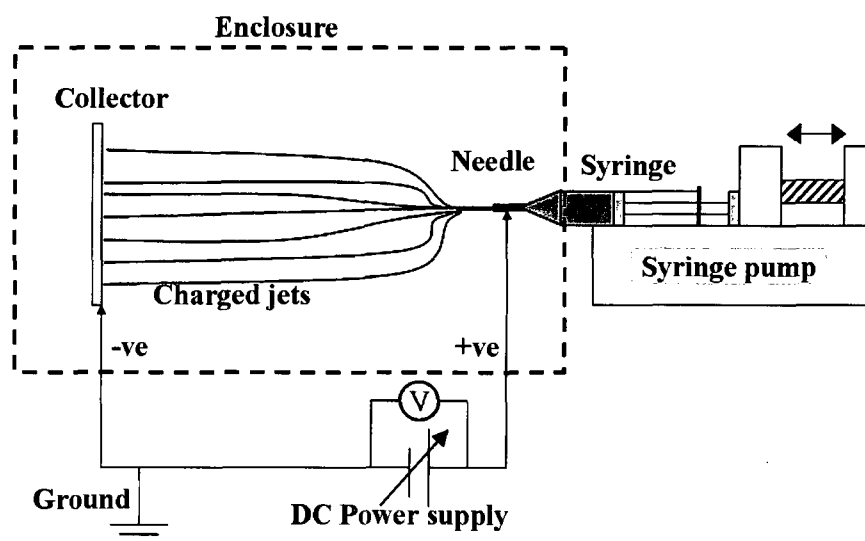 Enclosure
Collector
Needle
Syringe
Syringe pump
Charged jets
-ve
+ve
V
Ground
DC Power supply